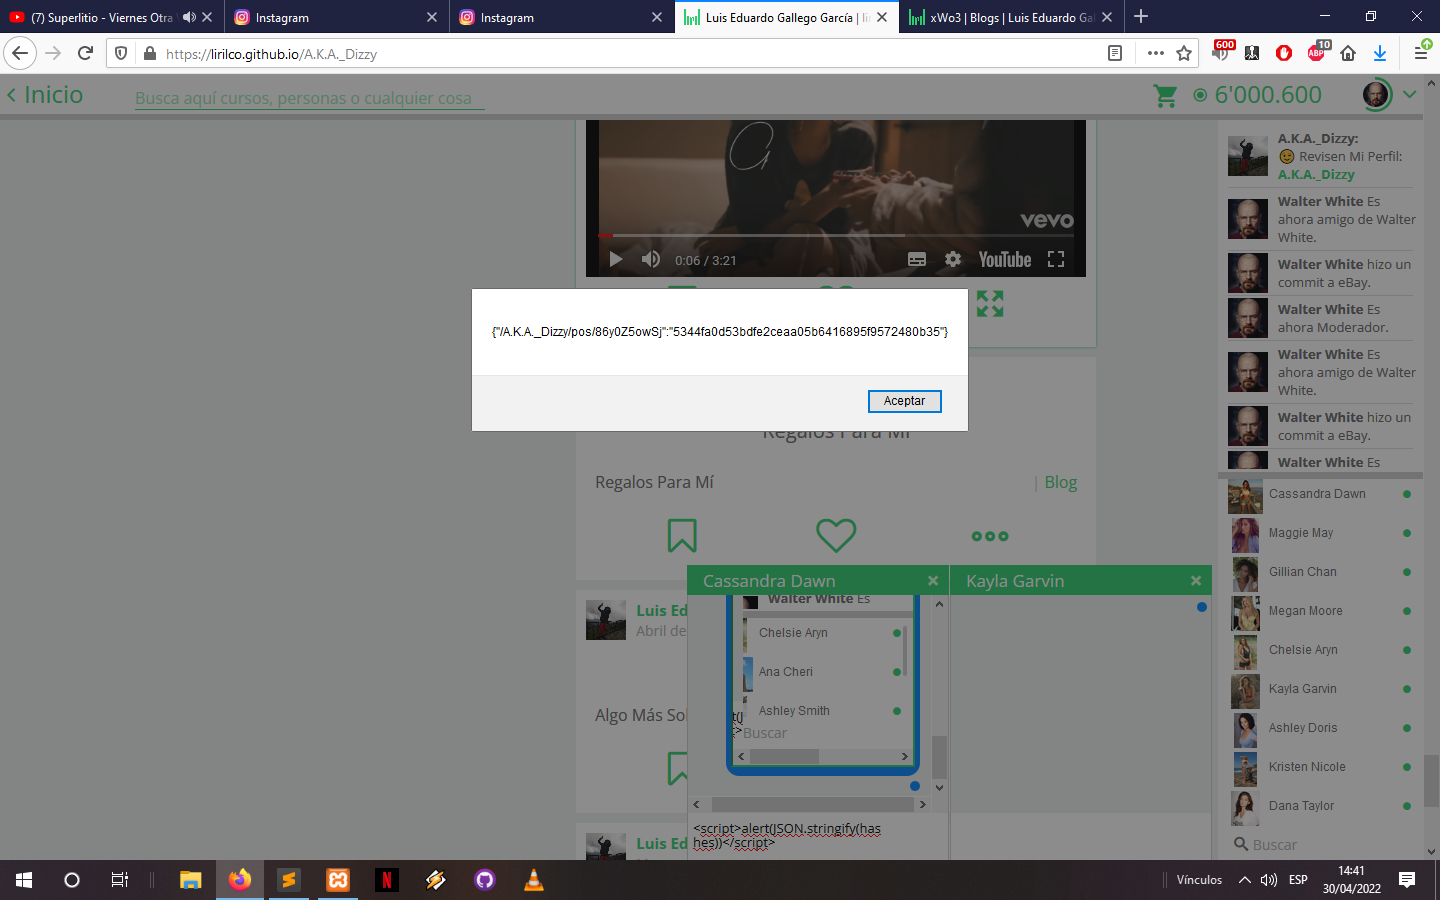 (7) Superlitio - Viernes Otra
Instagram
Instagram
Luis Eduardo Gallego García | lir
xWo3 | Blogs | Luis Eduardo Ga
https://lirilco.github.io/A.K.A._Dizzy
600
ABP
10
Inicio
Busca aquí cursos, personas o cualquier cosa
6'000.600
G
vevo
0:06 / 3:21
YouTube
{"/A.K.A._Dizzy/pos/86y0Z5owSj":"5344fa0d53bdfe2ceaa05b6416895f9572480b35"}
Aceptar
Regalos Para Mí
Regalos Para Mí
| Blog
Luis Ed
Abril de
Algo Más Sol
Luis Ed
A.K.A._Dizzy:
Revisen Mi Perfil:
A.K.A._Dizzy
Walter White Es
ahora amigo de Walter
White.
Walter White hizo un
commit a eBay.
Walter White Es
ahora Moderador.
Walter White Es
ahora amigo de Walter
White.
Walter White hizo un
commit a eBay.
Walter White Es
Cassandra Dawn
Maggie May
Gillian Chan
Megan Moore
Chelsie Aryn
Kayla Garvin
Ashley Doris
Kristen Nicole
Dana Taylor
Buscar
Cassandra Dawn
Walter White Es
Chelsie Aryn
Ana Cheri
Ashley Smith
t(J
Buscar
<script>alert(JSON.stringify(has
hes))</script>
Kayla Garvin
Vínculos
ESP
14:41
30/04/2022